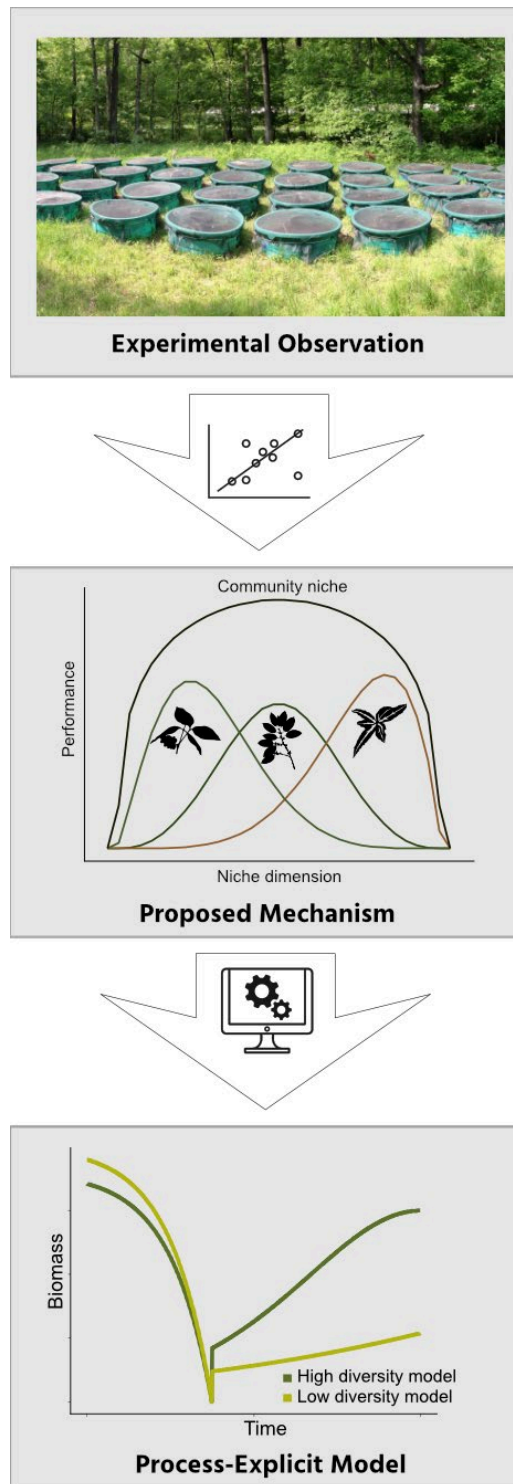 Experimental Observation
Community niche
Performance
Niche dimension
Proposed Mechanism
Biomass
High diversity model
Low diversity model
Time
Process-Explicit Model